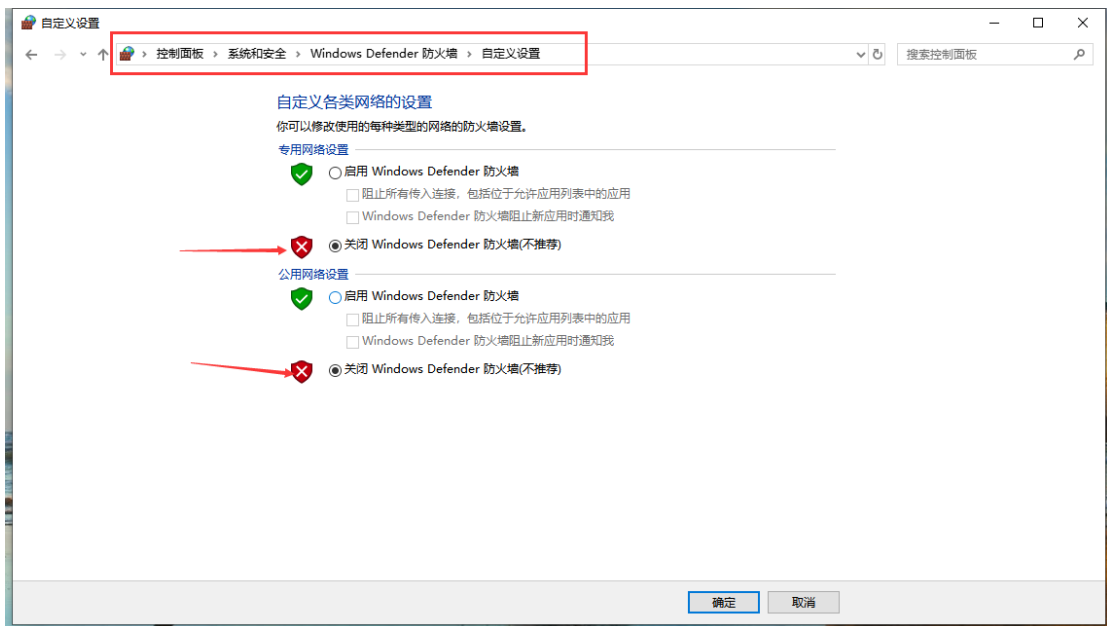 自定义设置
控制面板 › 系统和安全 › Windows Defender 防火墙 › 自定义设置
搜索控制面板
自定义各类网络的设置
你可以修改使用的每种类型的网络的防火墙设置。
专用网络设置
启用 Windows Defender 防火墙
阻止所有传入连接，包括位于允许应用列表中的应用
Windows Defender 防火墙阻止新应用时通知我
关闭 Windows Defender 防火墙(不推荐)
公用网络设置
启用 Windows Defender 防火墙
阻止所有传入连接，包括位于允许应用列表中的应用
Windows Defender 防火墙阻止新应用时通知我
关闭 Windows Defender 防火墙(不推荐)
确定 取消